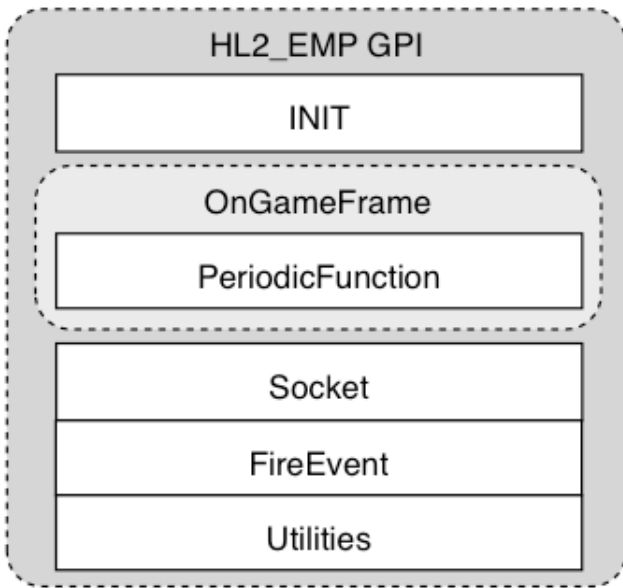 HL2_EMP GPI
INIT
OnGameFrame
PeriodicFunction
Socket
FireEvent
Utilities